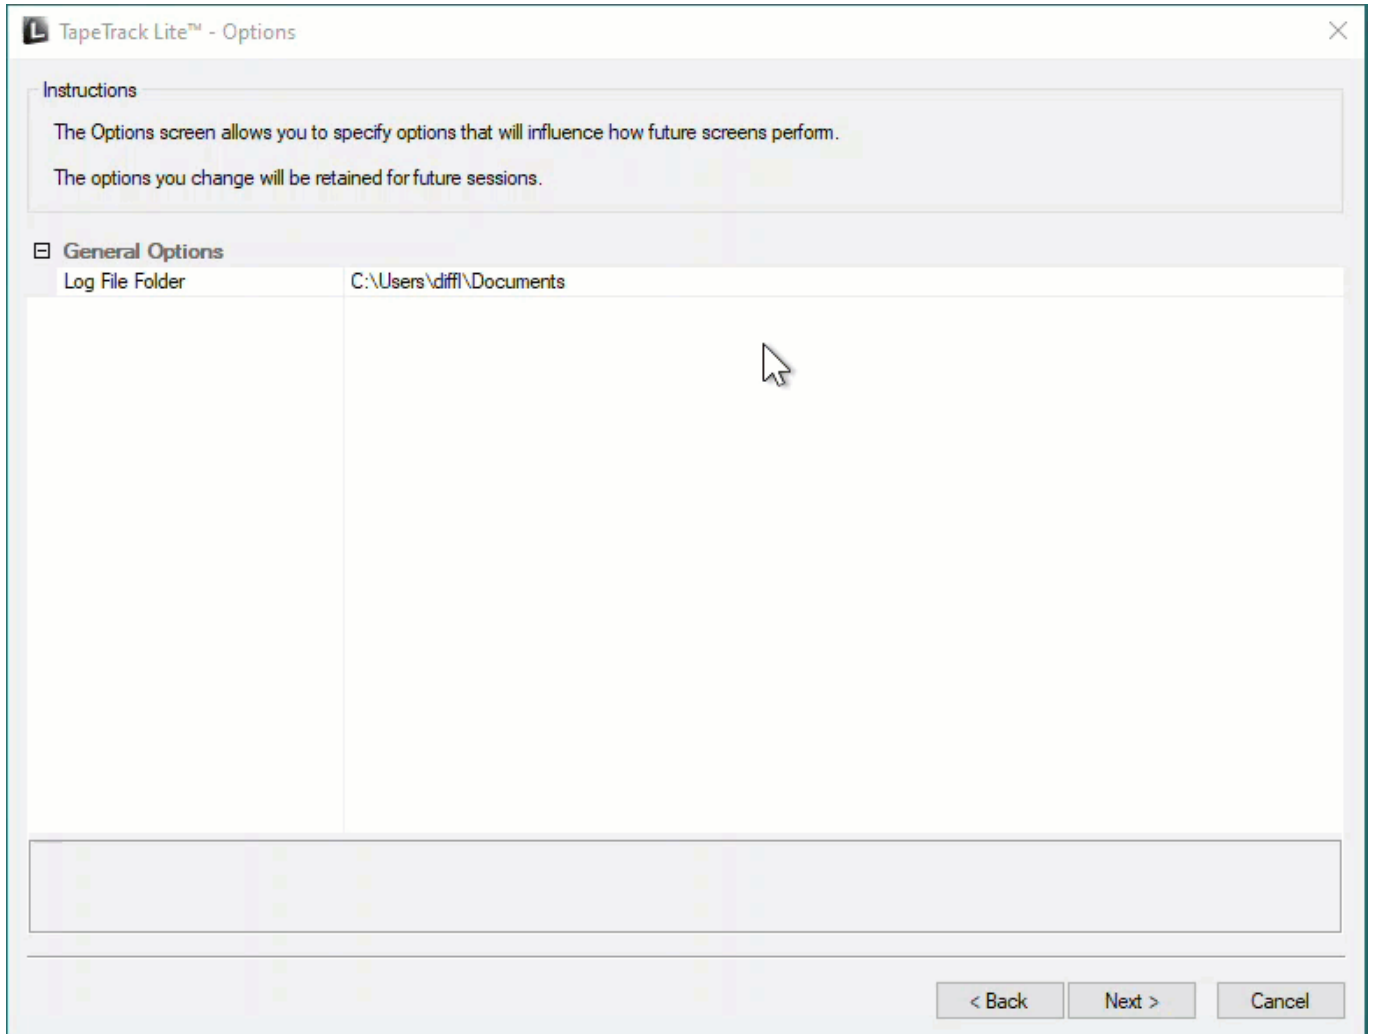 TapeTrack Lite™ - Options
Instructions
The Options screen allows you to specify options that will influence how future screens perform.
The options you change will be retained for future sessions.
General Options
Log File Folder C:\Users\diffl\Documents
< Back Next > Cancel